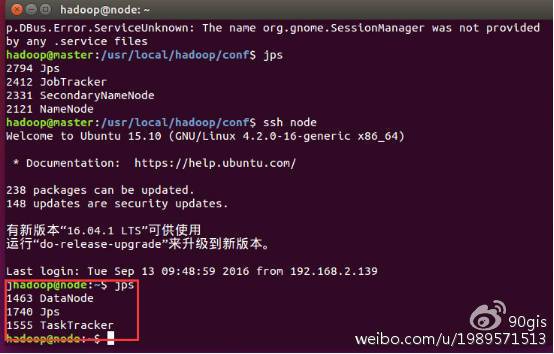 hadoop@node: ~
p.DBus.Error.ServiceUnknown: The name org.gnome.SessionManager was not provided
by any .service files
hadoop@master:/usr/local/hadoop/conf$ jps
2794 Jps
2412 JobTracker
2331 SecondaryNameNode
2121 NameNode
hadoop@master:/usr/local/hadoop/conf$ ssh node
Welcome to Ubuntu 15.10 (GNU/Linux 4.2.0-16-generic x86_64)
* Documentation:  https://help.ubuntu.com/
238 packages can be updated.
148 updates are security updates.
有新版本“16.04.1 LTS”可供使用
运行“do-release-upgrade”来升级到新版本。
Last login: Tue Sep 13 09:48:59 2016 from 192.168.2.139
jhadoop@node:~$ jps
1463 DataNode
1740 Jps
1555 TaskTracker
hadoop@node:~$
90gis
weibo.com/u/1989571513